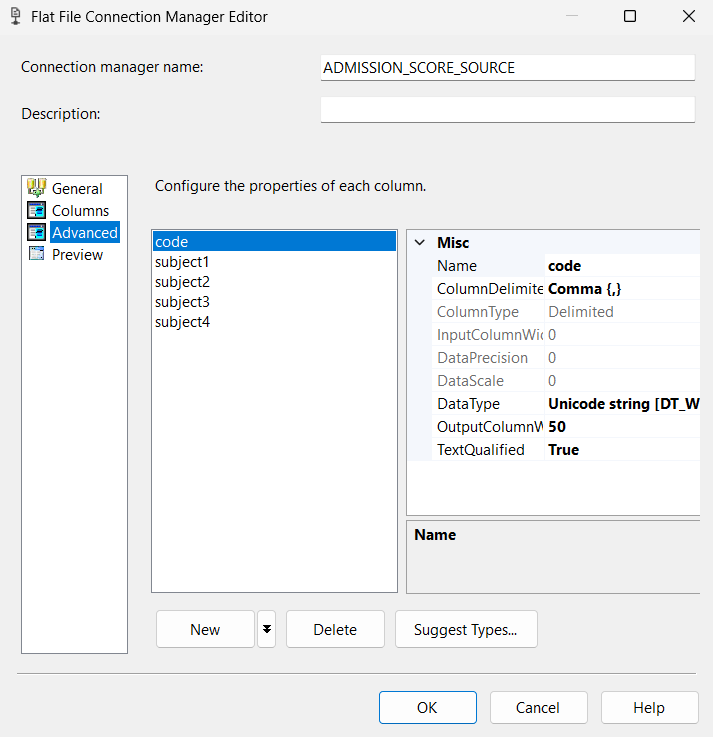 Flat File Connection Manager Editor
Connection manager name: ADMISSION_SCORE_SOURCE
Description:
General
Columns
Advanced
Preview
Configure the properties of each column.
code
subject1
subject2
subject3
subject4
Misc
Name code
ColumnDelimite Comma {,}
ColumnType Delimited
InputColumnWi 0
DataPrecision 0
DataScale 0
DataType Unicode string [DT_W
OutputColumnW 50
TextQualified True
Name
New Delete Suggest Types...
OK Cancel Help